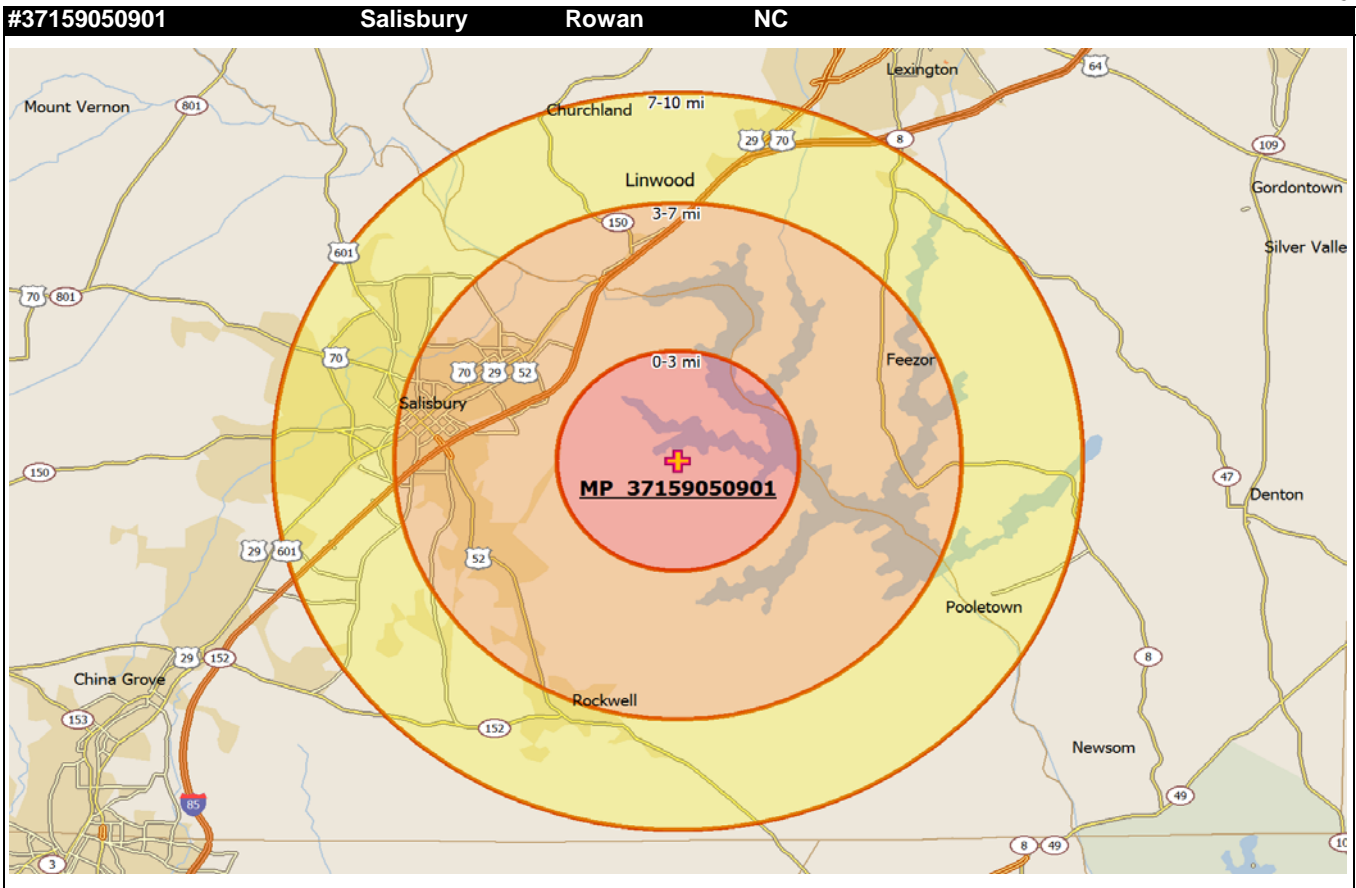 #37159050901 Salisbury Rowan NC
Lexington
64
Mount Vernon
801
Churchland
7-10 mi
29
70
8
109
Linwood
Gordontown
3-7 mi
150
601
Silver Valle
70
801
0-3 mi
70
Feezor
70
29
52
Salisbury
150
MP_37159050901
47
Denton
29
601
52
Pooletown
29
152
8
China Grove
Rockwell
153
152
Newsom
49
85
8
49
10
3